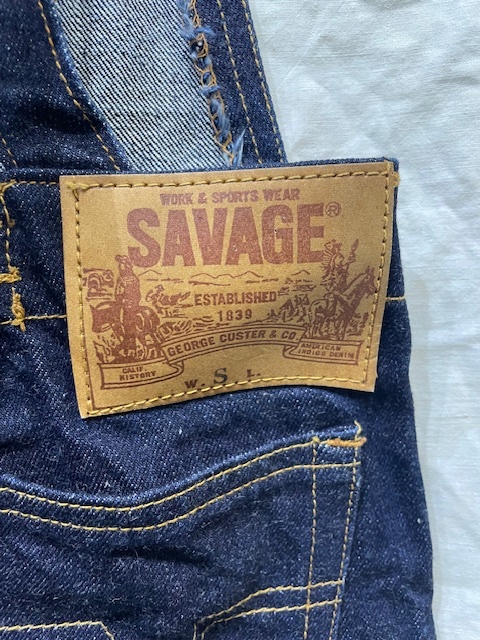 WORK & SPORTS WEAR
SAVAGE®
ESTABLISHED
1839
GEORGE CUSTER & CO.
CALIF HISTORY
AMERICAN INDIGO DENIM
W. S L.